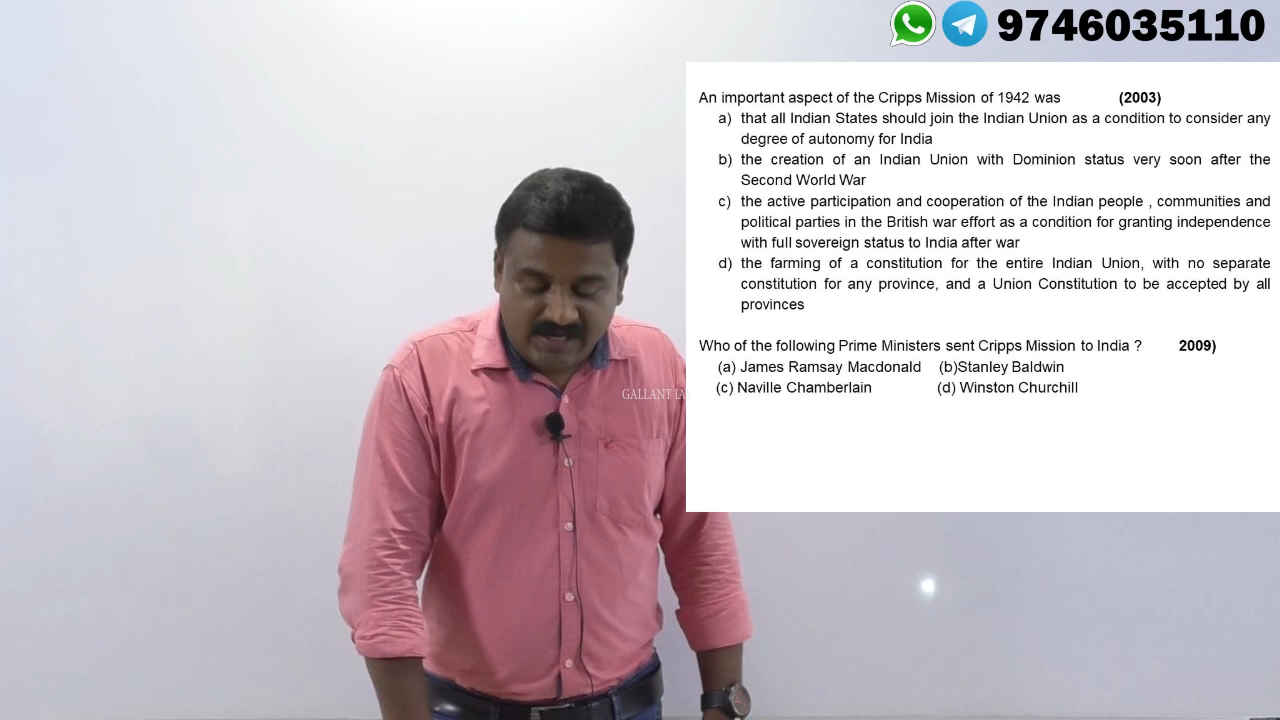 9746035110
An important aspect of the Cripps Mission of 1942 was (2003)
a) that all Indian States should join the Indian Union as a condition to consider any
degree of autonomy for India
b) the creation of an Indian Union with Dominion status very soon after the
Second World War
c) the active participation and cooperation of the Indian people , communities and
political parties in the British war effort as a condition for granting independence
with full sovereign status to India after war
d) the farming of a constitution for the entire Indian Union, with no separate
constitution for any province, and a Union Constitution to be accepted by all
provinces
Who of the following Prime Ministers sent Cripps Mission to India ? 2009)
(a) James Ramsay Macdonald (b)Stanley Baldwin
(c) Naville Chamberlain (d) Winston Churchill
GALLANT IAS